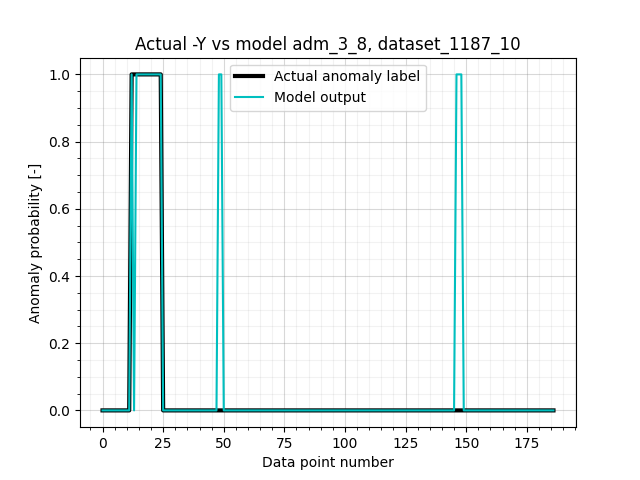 Actual -Y vs model adm_3_8, dataset_1187_10
Actual anomaly label
Model output
Anomaly probability [-]
1.0
0.8
0.6
0.4
0.2
0.0
0 25 50 75 100 125 150 175
Data point number